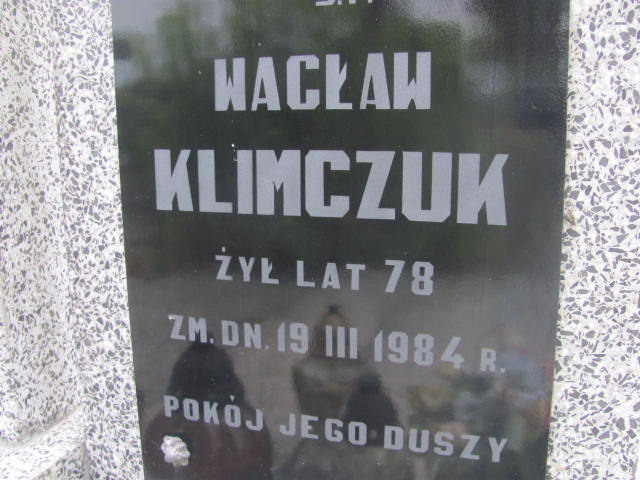 WACŁAW
KLIMCZUK
ŻYŁ LAT 78
ZM. DN. 19 III 1984 R.
POKÓJ JEGO DUSZY